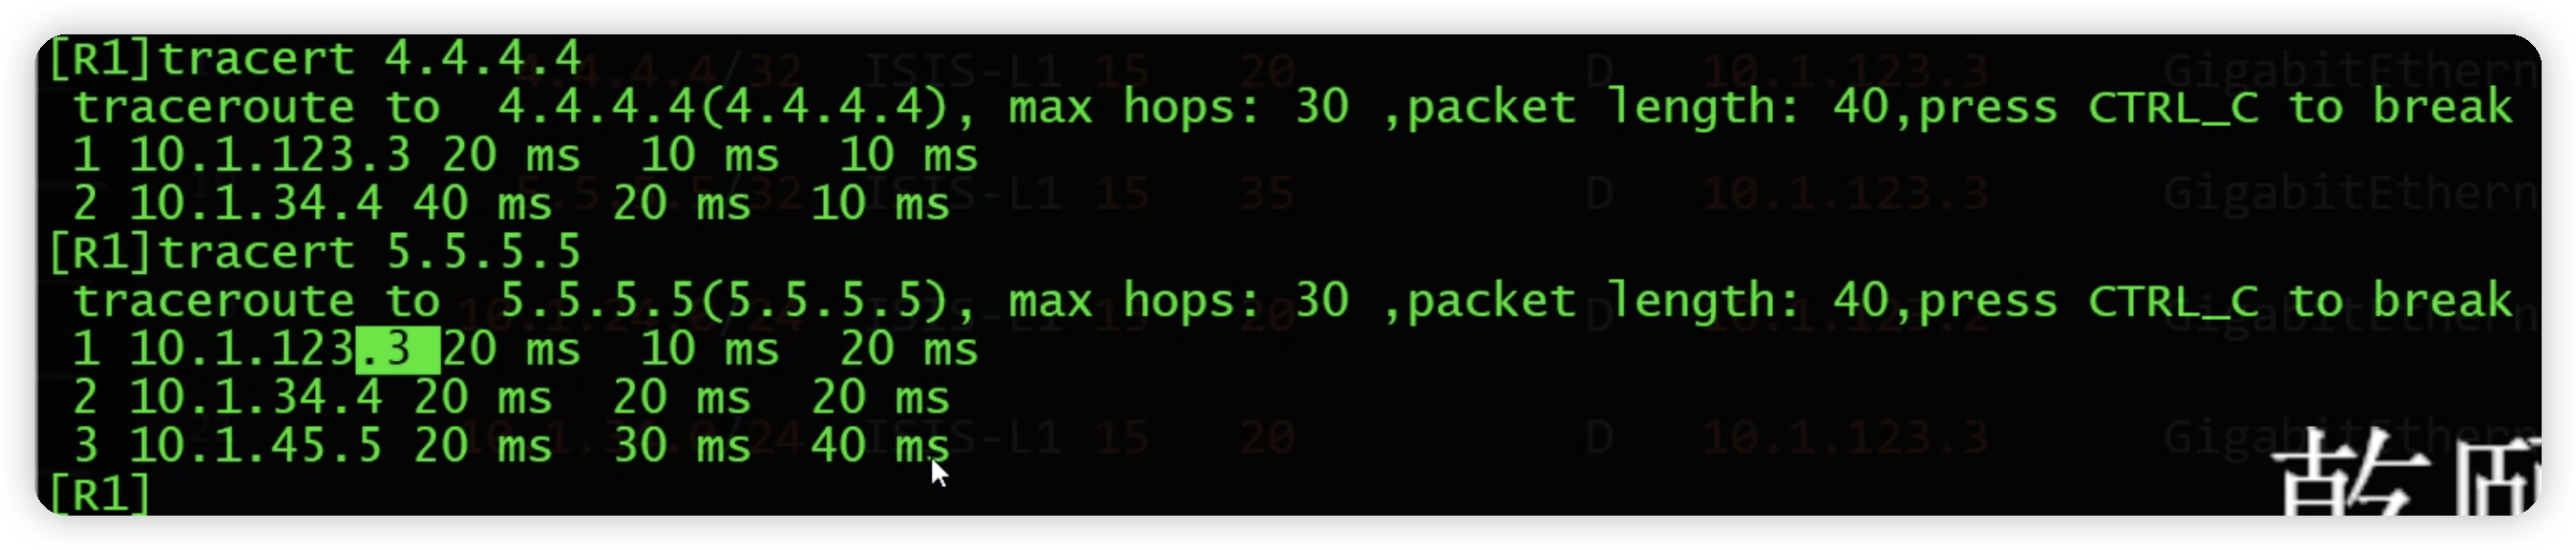 [R1]tracert 4.4.4.4
traceroute to  4.4.4.4(4.4.4.4), max hops: 30 ,packet length: 40,press CTRL_C to break
1 10.1.123.3 20 ms  10 ms  10 ms
2 10.1.34.4 40 ms  20 ms  10 ms
[R1]tracert 5.5.5.5
traceroute to  5.5.5.5(5.5.5.5), max hops: 30 ,packet length: 40,press CTRL_C to break
1 10.1.123.3 20 ms  10 ms  20 ms
2 10.1.34.4 20 ms  20 ms  20 ms
3 10.1.45.5 20 ms  30 ms  40 ms
[R1]